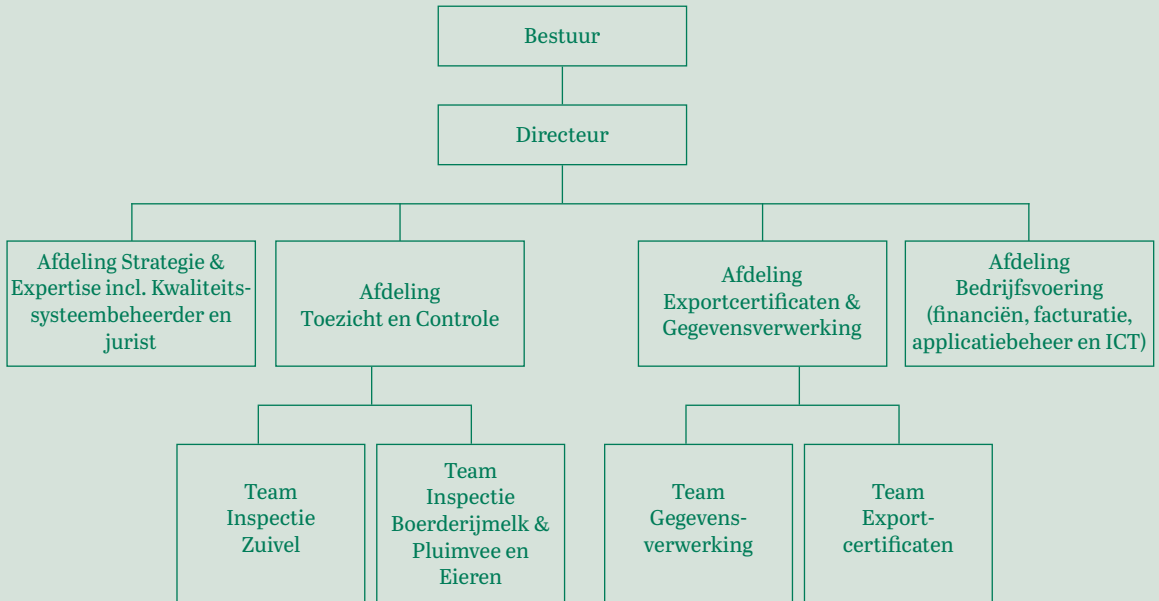 Bestuur
Directeur
Afdeling Strategie &
Expertise incl. Kwaliteits-
systeembeheerder en
jurist
Afdeling
Toezicht en Controle
Afdeling
Exportcertificaten &
Gegevensverwerking
Afdeling
Bedrijfsvoering
(financiën, facturatie,
applicatiebeheer en ICT)
Team
Inspectie
Zuivel
Team
Inspectie
Boerderijmelk &
Pluimvee en
Eieren
Team
Gegevens-
verwerking
Team
Export-
certificaten